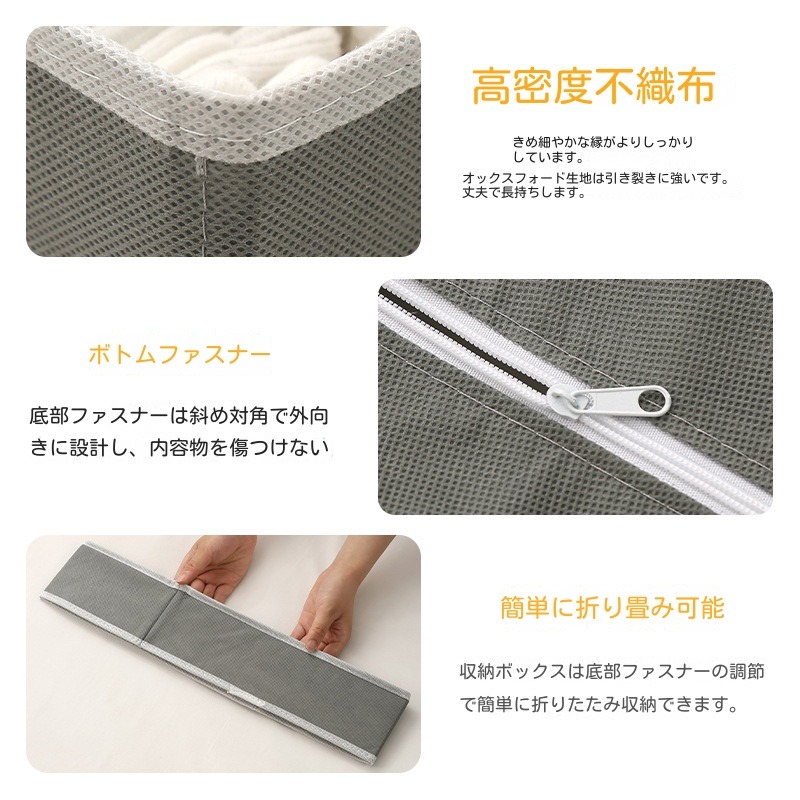 高密度不織布
きめ細やかな縁がよりしっかり
しています。
オックスフォード生地は引き裂きに強いです。
丈夫で長持ちします。
ボトムファスナー
底部ファスナーは斜め対角で外向
きに設計し、内容物を傷つけない
簡単に折り畳み可能
収納ボックスは底部ファスナーの調節
で簡単に折りたたみ収納できます。